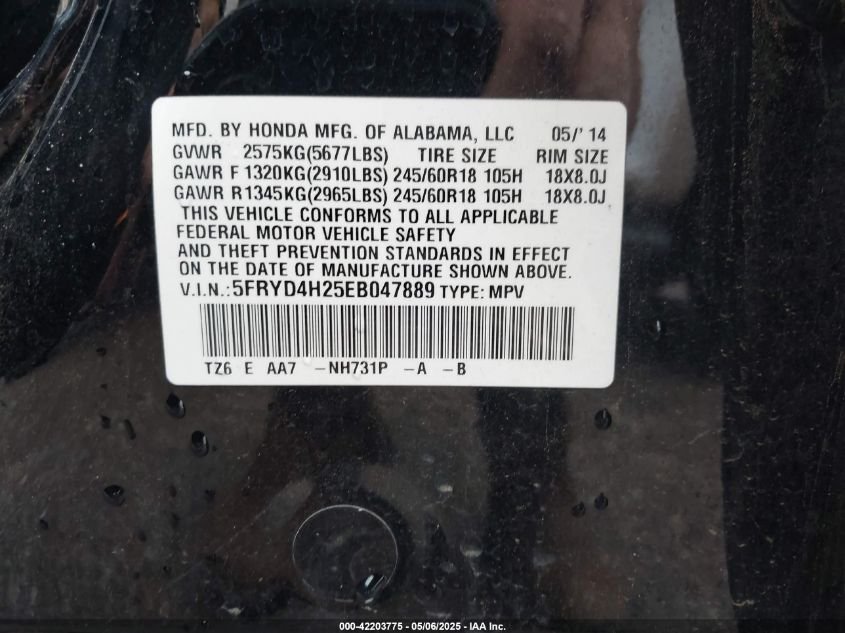 MFD. BY HONDA MFG. OF ALABAMA, LLC 05/'14
GVWR 2575KG(5677LBS) TIRE SIZE RIM SIZE
GAWR F 1320KG(2910LBS) 245/60R18 105H 18X8.0J
GAWR R 1345KG(2965LBS) 245/60R18 105H 18X8.0J
THIS VEHICLE CONFORMS TO ALL APPLICABLE
FEDERAL MOTOR VEHICLE SAFETY
AND THEFT PREVENTION STANDARDS IN EFFECT
ON THE DATE OF MANUFACTURE SHOWN ABOVE.
V.I.N.:5FRYD4H25EB047889 TYPE: MPV
TZ6 E AA7 -NH731P -A -B
000-42203775 - 05/06/2025 - IAA Inc.